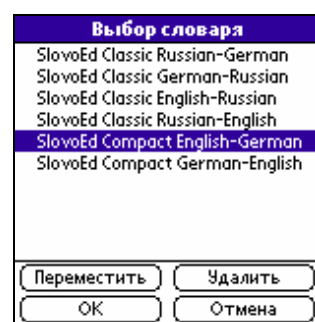 Выбор словаря
SlovoEd Classic Russian-German
SlovoEd Classic German-Russian
SlovoEd Classic English-Russian
SlovoEd Classic Russian-English
SlovoEd Compact English-German
SlovoEd Compact German-English
Переместить Удалить
OK Отмена